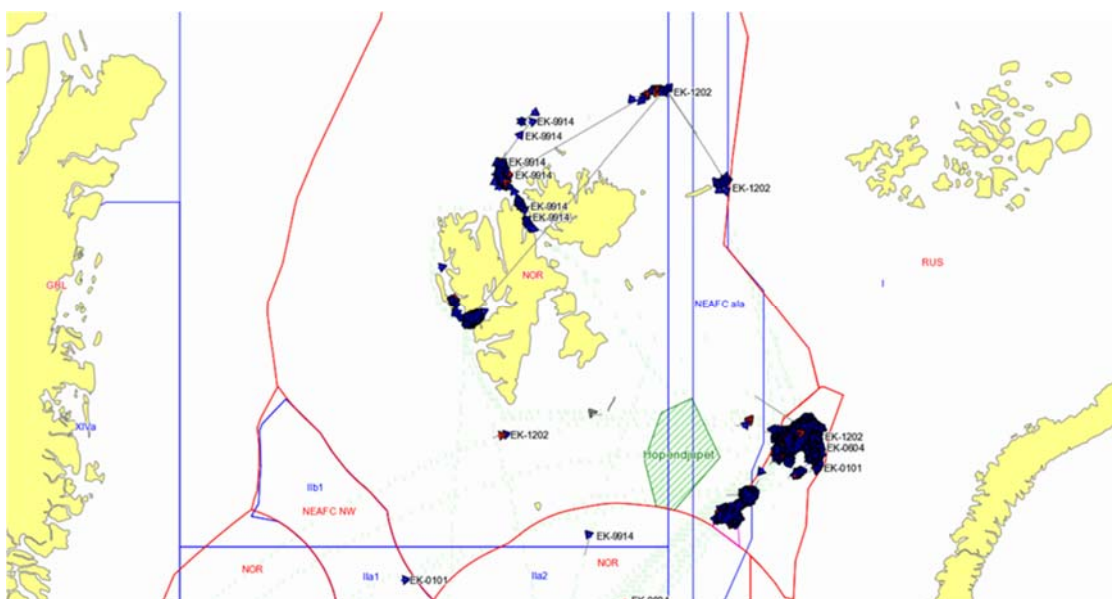 EK-1202
EK-9914
EK-9914
EK-9914
EK-9914
EK-1202
EK-9914
EK-9914
RUS
NOR
GRL
I
NEAFC alla
XIVa
EK-1202
EK-1202
EK-0604
Hopendjupet
EK-0101
IIb1
NEAFC NW
EK-9914
NOR
IIa1
IIa2
NOR
EK-0101